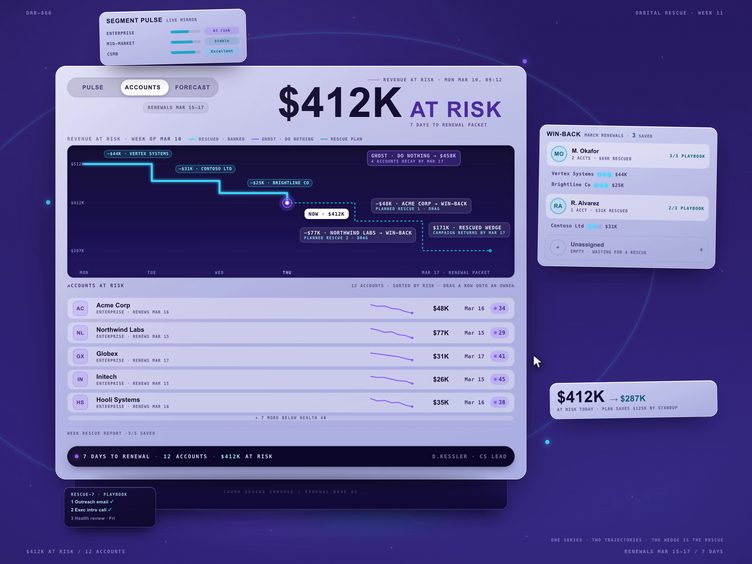 DRB-566
ORBITAL RESCUE · WEEK 11
SEGMENT PULSE LIVE MIRROR
ENTERPRISE At risk
MID-MARKET Stable
CSMB Excellent
PULSE ACCOUNTS FORECAST
RENEWALS MAR 15–17
REVENUE AT RISK · MON MAR 10, 09:12
$412K AT RISK
7 DAYS TO RENEWAL PACKET
REVENUE AT RISK · WEEK OF MAR 10
RESCUED · BANKED
GHOST · DO NOTHING
RESCUE PLAN
$512K
$412K
$287K
−$44K · VERTEX SYSTEMS
−$31K · CONTOSO LTD
−$25K · BRIGHTLINE CO
GHOST · DO NOTHING → $458K
4 ACCOUNTS DECAY BY MAR 17
NOW · $412K
−$48K · ACME CORP → WIN–BACK
PLANNED RESCUE 1 · DRAG
−$77K · NORTHWIND LABS → WIN–BACK
PLANNED RESCUE 2 · DRAG
$171K · RESCUED WEDGE
CAMPAIGN RETURNS BY MAR 17
MON TUE WED THU MAR 17 · RENEWAL PACKET
ACCOUNTS AT RISK
12 ACCOUNTS · SORTED BY RISK · DRAG A ROW ONTO AN OWNER
AC Acme Corp $48K Mar 16 34
ENTERPRISE · RENEWS MAR 16
NL Northwind Labs $77K Mar 15 29
ENTERPRISE · RENEWS MAR 15
GX Globex $31K Mar 17 41
ENTERPRISE · RENEWS MAR 17
IN Initech $26K Mar 15 45
ENTERPRISE · RENEWS MAR 15
HS Hooli Systems $35K Mar 16 38
ENTERPRISE · RENEWS MAR 16
+ 7 MORE BELOW HEALTH
WEEK RESCUE REPORT · 3/5 SAVED
7 DAYS TO RENEWAL · 12 ACCOUNTS · $412K AT RISK
D.KESSLER · CS LEAD
WIN–BACK MARCH RENEWALS · 3 SAVED
MO M. Okafor 3/3 PLAYBOOK
2 ACCTS · $69K RESCUED
Vertex Systems $44K
Brightline Co $25K
RA R. Alvarez 2/3 PLAYBOOK
1 ACCT · $31K RESCUED
Contoso Ltd $31K
+ Unassigned 0
EMPTY · WAITING FOR A RESCUE
$412K → $287K
AT RISK TODAY · PLAN SAVES $125K BY STANDUP
RESCUE–7 · PLAYBOOK
1 Outreach email ✓
2 Exec intro call ✓
3 Health review · Fri
CHURN RESCUE CONSOLE | RENEWAL BASE
ONE SERIES · TWO TRAJECTORIES · THE WEDGE IS THE RESCUE
$412K AT RISK / 12 ACCOUNTS
RENEWALS MAR 15–17 / 7 DAYS